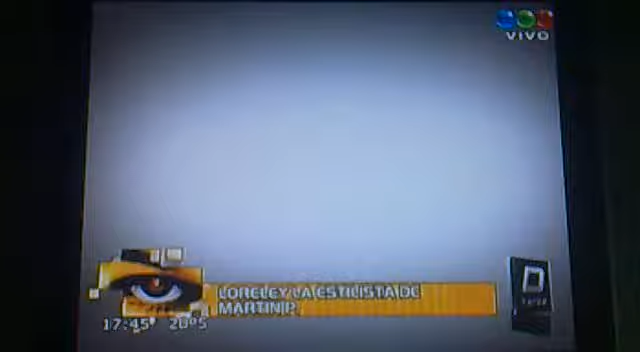 VIVO
LORELEY LA ESTILISTA DE
MARTIN P.
D
17:45 20°5